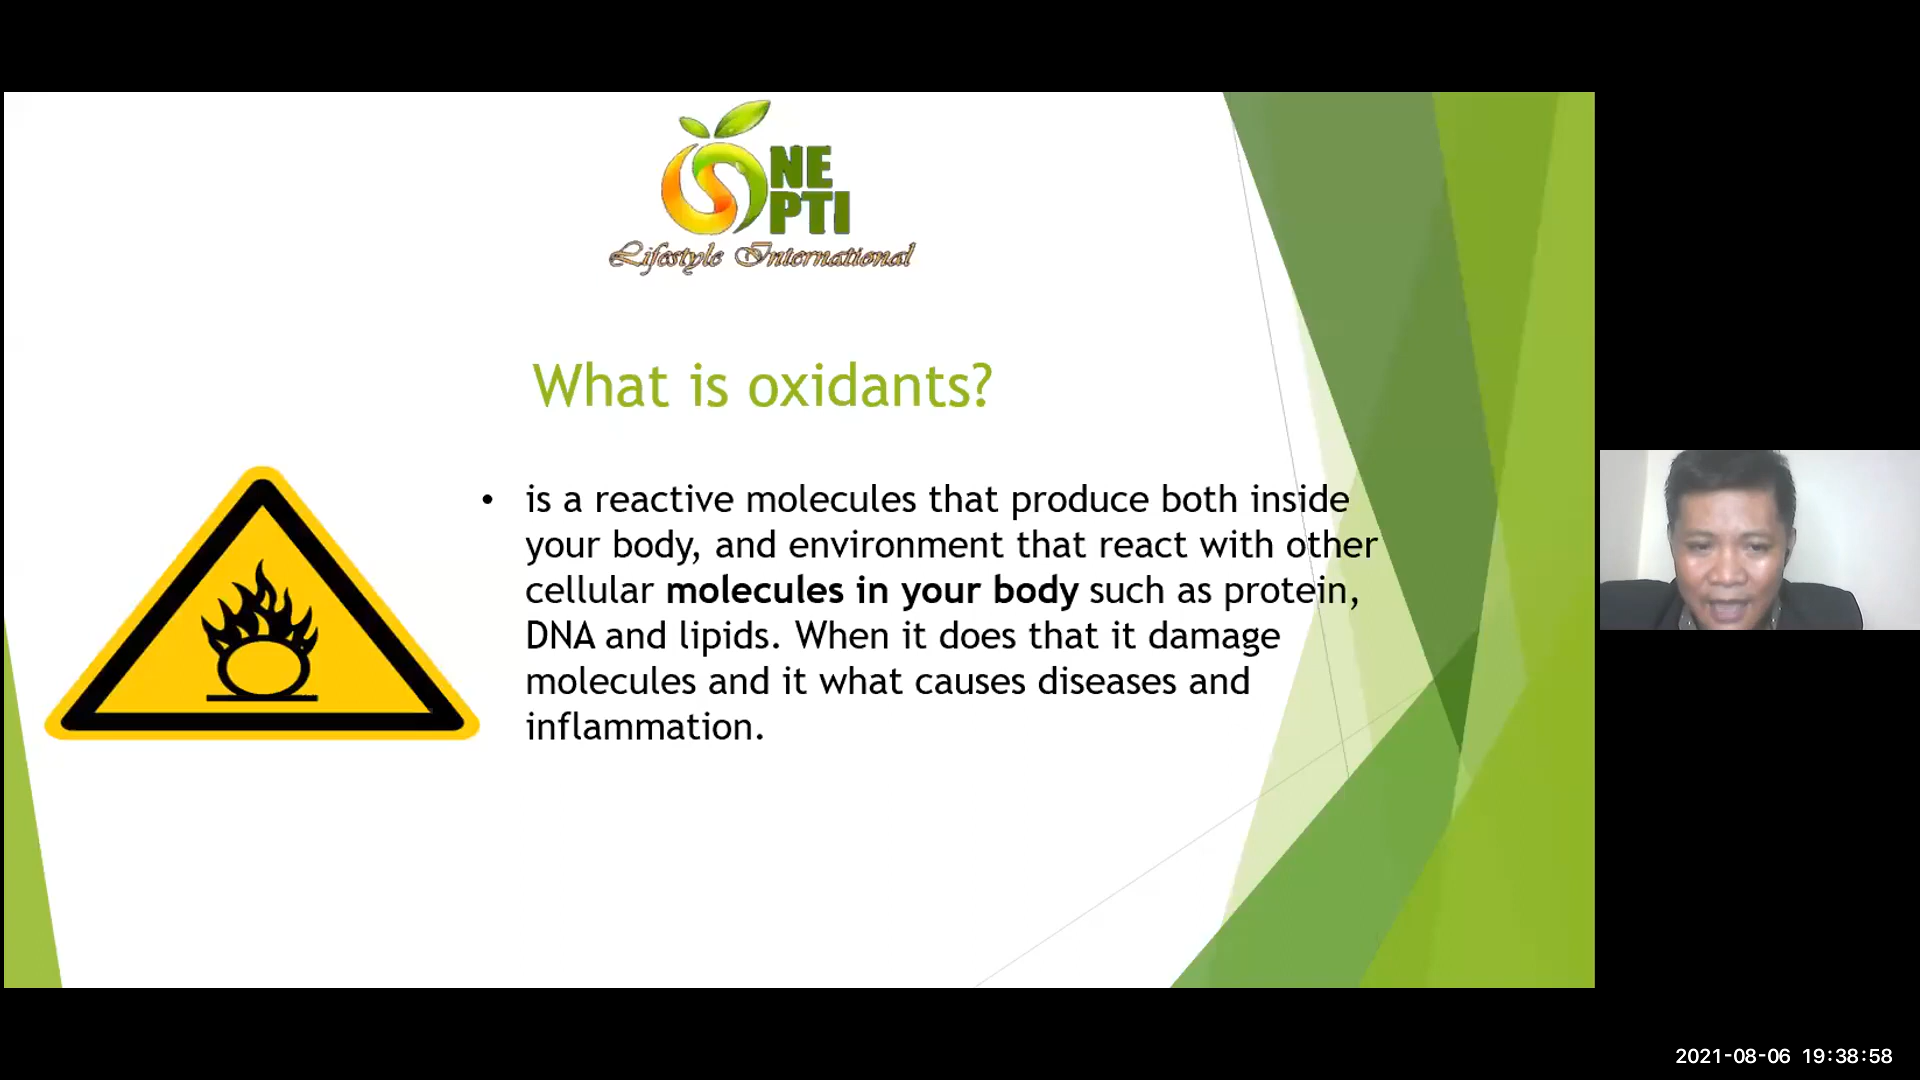 NE
PTI
Lifestyle International
What is oxidants?
• is a reactive molecules that produce both inside
your body, and environment that react with other
cellular molecules in your body such as protein,
DNA and lipids. When it does that it damage
molecules and it what causes diseases and
inflammation.
2021-08-06 19:38:58